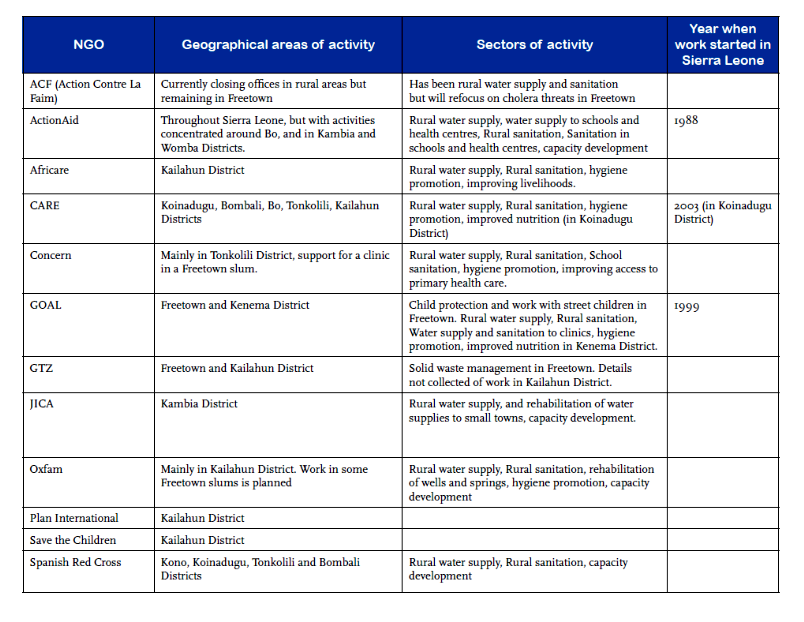 NGO
Geographical areas of activity
Sectors of activity
Year when
work started in
Sierra Leone
ACF (Action Contre La
Faim)
Currently closing offices in rural areas but
remaining in Freetown
Has been rural water supply and sanitation
but will refocus on cholera threats in Freetown
ActionAid
Throughout Sierra Leone, but with activities
concentrated around Bo, and in Kambia and
Womba Districts.
Rural water supply, water supply to schools and
health centres, Rural sanitation, Sanitation in
schools and health centres, capacity development
1988
Africare
Kailahun District
Rural water supply, Rural sanitation, hygiene
promotion, improving livelihoods.
CARE
Koinadugu, Bombali, Bo, Tonkolili, Kailahun
Districts
Rural water supply, Rural sanitation, hygiene
promotion, improved nutrition (in Koinadugu
District)
2003 (in Koinadugu
District)
Concern
Mainly in Tonkolili District, support for a clinic
in a Freetown slum.
Rural water supply, Rural sanitation, School
sanitation, hygiene promotion, improving access to
primary health care.
GOAL
Freetown and Kenema District
Child protection and work with street children in
Freetown. Rural water supply, Rural sanitation,
Water supply and sanitation to clinics, hygiene
promotion, improved nutrition in Kenema District.
1999
GTZ
Freetown and Kailahun District
Solid waste management in Freetown. Details
not collected of work in Kailahun District.
JICA
Kambia District
Rural water supply, and rehabilitation of water
supplies to small towns, capacity development.
Oxfam
Mainly in Kailahun District. Work in some
Freetown slums is planned
Rural water supply, Rural sanitation, rehabilitation
of wells and springs, hygiene promotion, capacity
development
Plan International
Kailahun District
Save the Children
Kailahun District
Spanish Red Cross
Kono, Koinadugu, Tonkolili and Bombali
Districts
Rural water supply, Rural sanitation, capacity
development